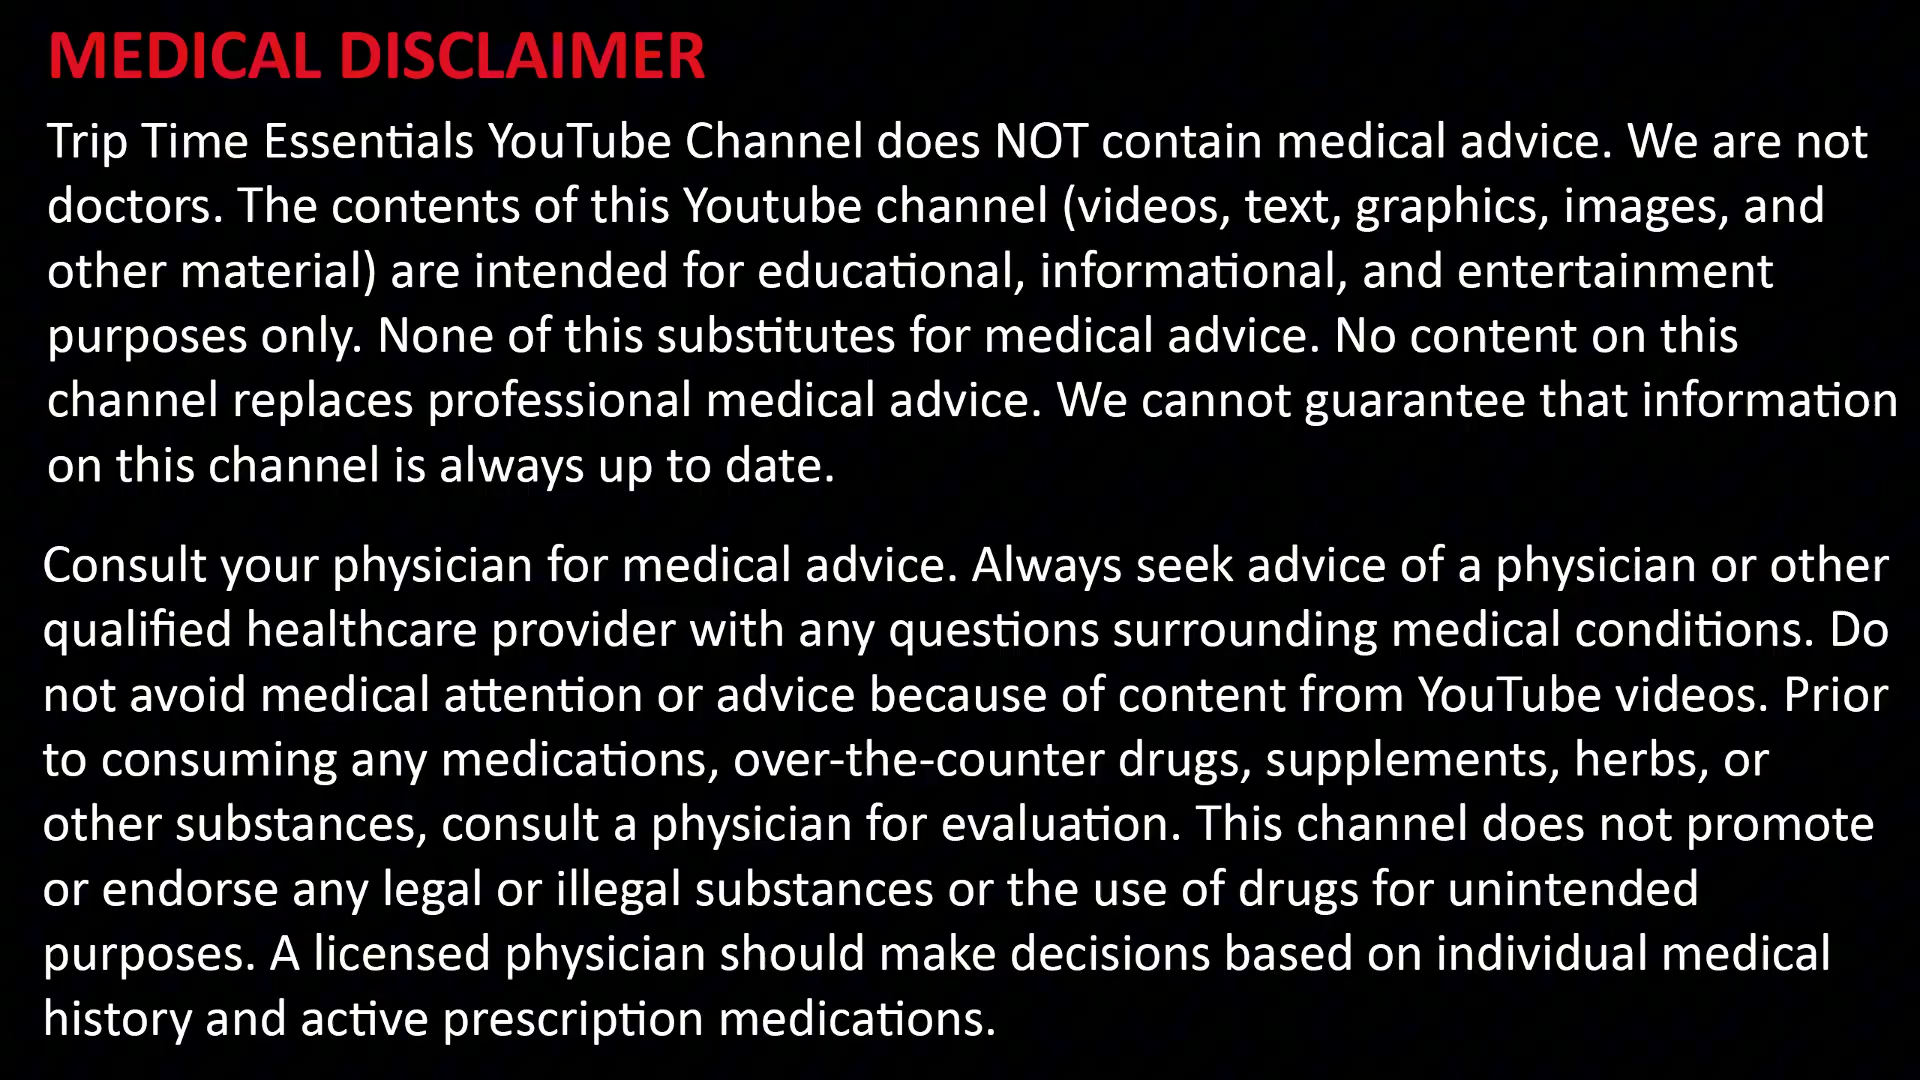 MEDICAL DISCLAIMER
Trip Time Essentials YouTube Channel does NOT contain medical advice. We are not
doctors. The contents of this Youtube channel (videos, text, graphics, images, and
other material) are intended for educational, informational, and entertainment
purposes only. None of this substitutes for medical advice. No content on this
channel replaces professional medical advice. We cannot guarantee that information
on this channel is always up to date.
Consult your physician for medical advice. Always seek advice of a physician or other
qualified healthcare provider with any questions surrounding medical conditions. Do
not avoid medical attention or advice because of content from YouTube videos. Prior
to consuming any medications, over-the-counter drugs, supplements, herbs, or
other substances, consult a physician for evaluation. This channel does not promote
or endorse any legal or illegal substances or the use of drugs for unintended
purposes. A licensed physician should make decisions based on individual medical
history and active prescription medications.